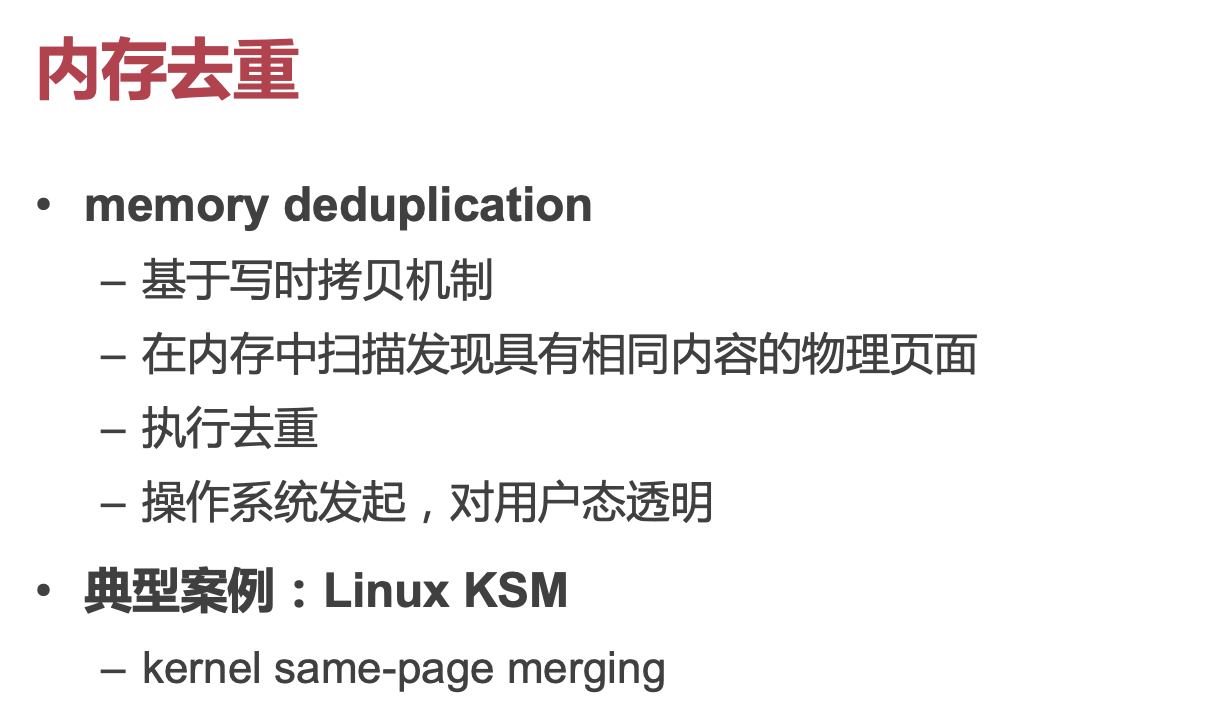 内存去重
• memory deduplication
– 基于写时拷贝机制
– 在内存中扫描发现具有相同内容的物理页面
– 执行去重
– 操作系统发起，对用户态透明
• 典型案例：Linux KSM
– kernel same-page merging